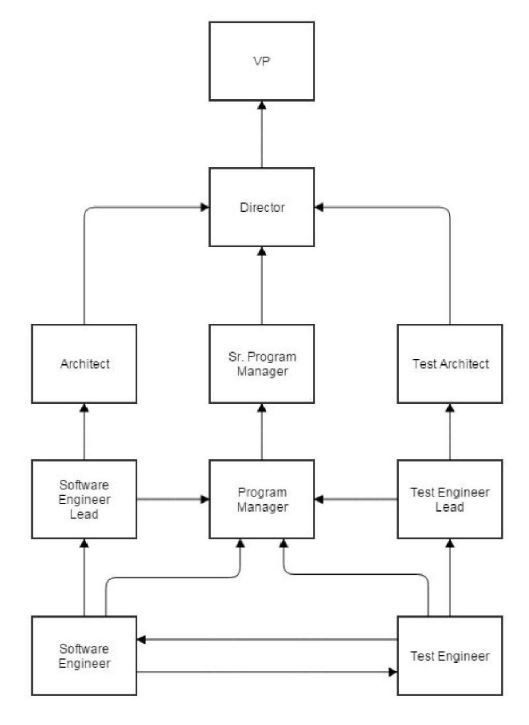 VP
Director
Architect
Sr. Program
Manager
Test Architect
Software
Engineer
Lead
Program
Manager
Test Engineer
Lead
Software
Engineer
Test Engineer